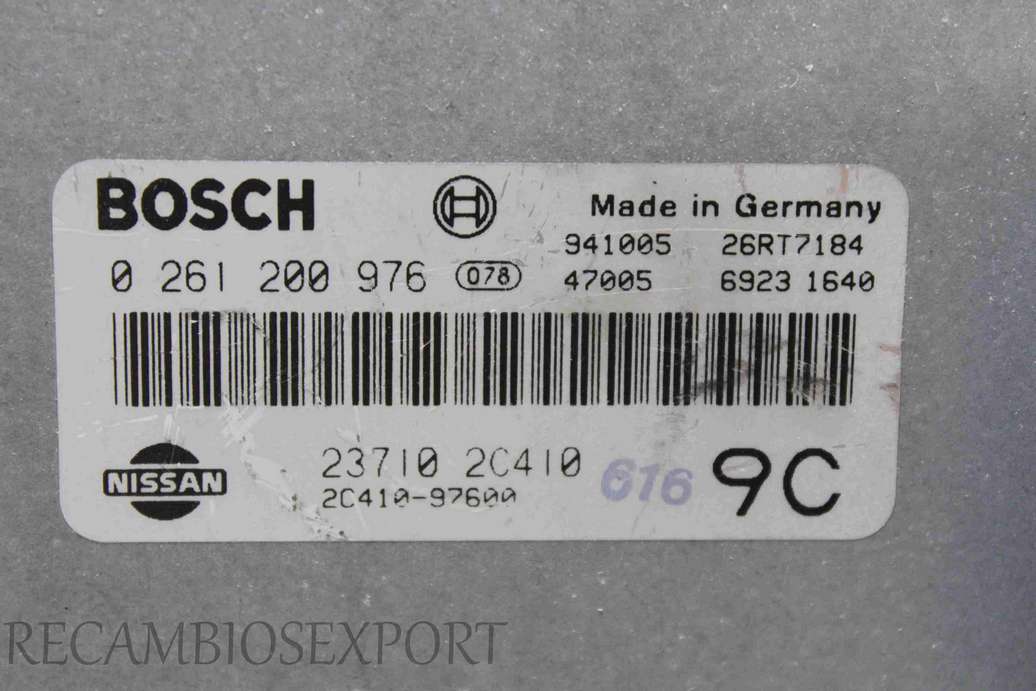 BOSCH
Made in Germany
941005 26RT7184
0 261 200 976 078
47005 6923 1640
23710 2C410
NISSAN
2C410-97600
616
9C
RECAMBIOSEXPORT